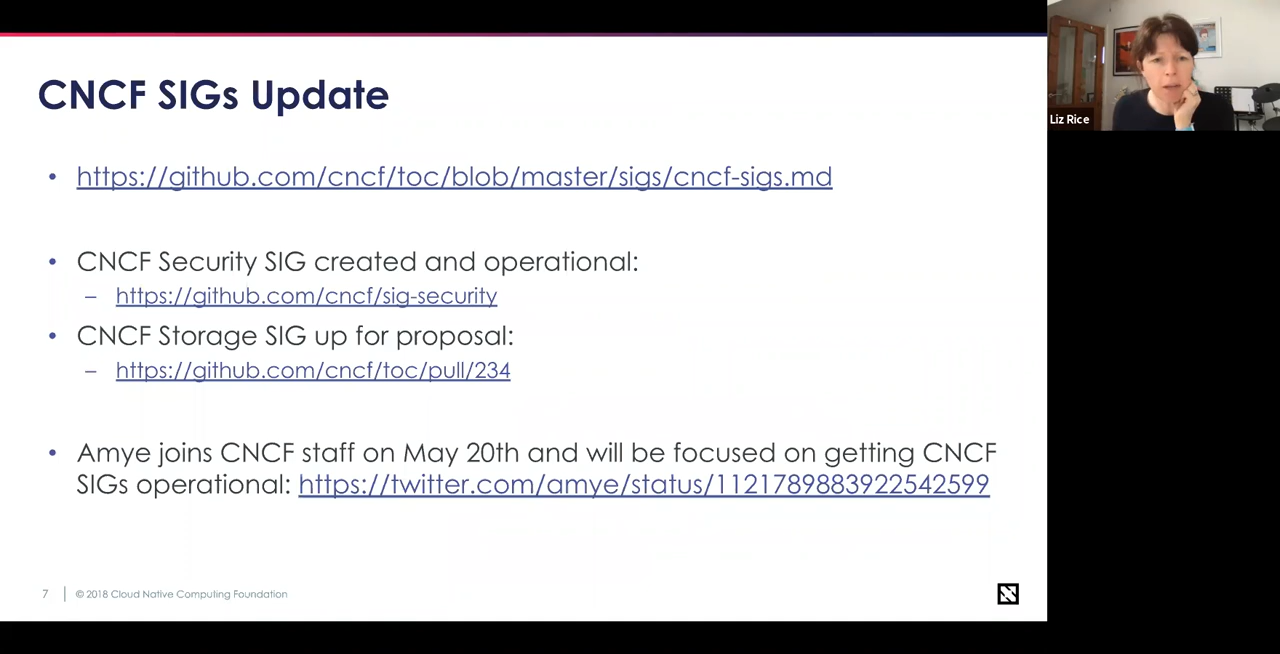 CNCF SIGs Update
• https://github.com/cncf/toc/blob/master/sigs/cncf-sigs.md
• CNCF Security SIG created and operational:
– https://github.com/cncf/sig-security
• CNCF Storage SIG up for proposal:
– https://github.com/cncf/toc/pull/234
• Amye joins CNCF staff on May 20th and will be focused on getting CNCF
SIGs operational: https://twitter.com/amye/status/1121789883922542599
7 | © 2018 Cloud Native Computing Foundation
Liz Rice